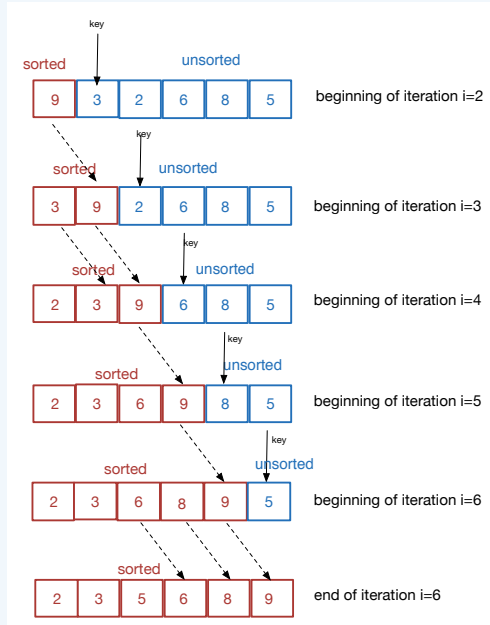 key
sorted unsorted
9 3 2 6 8 5 beginning of iteration i=2
key
sorted unsorted
3 9 2 6 8 5 beginning of iteration i=3
key
sorted unsorted
2 3 9 6 8 5 beginning of iteration i=4
key
sorted unsorted
2 3 6 9 8 5 beginning of iteration i=5
key
sorted unsorted
2 3 6 8 9 5 beginning of iteration i=6
sorted
2 3 5 6 8 9 end of iteration i=6